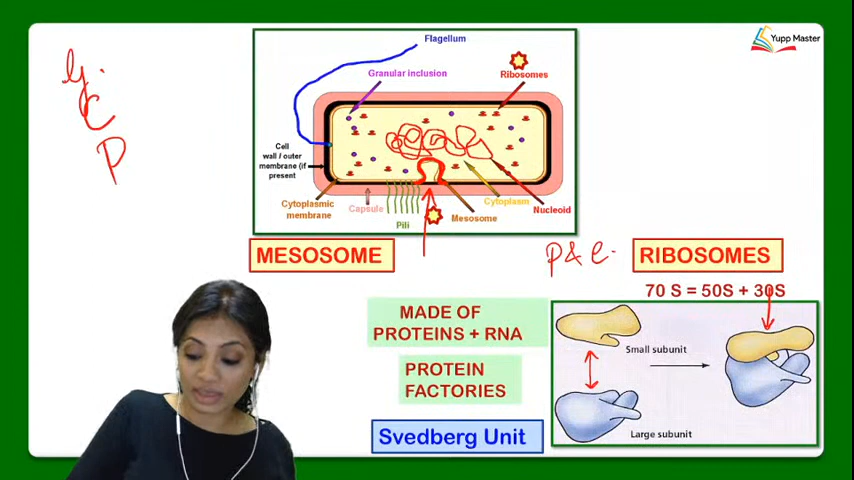 Yupp Master
Flagellum
Granular inclusion
Ribosomes
Cell
wall / outer
membrane (if
present
Cytoplasmic
membrane
Capsule
Pili
Mesosome
Cytoplasm
Nucleoid
P
MESOSOME
P & E.
RIBOSOMES
70 S = 50S + 30S
MADE OF
PROTEINS + RNA
PROTEIN
FACTORIES
Svedberg Unit
Small subunit
Large subunit